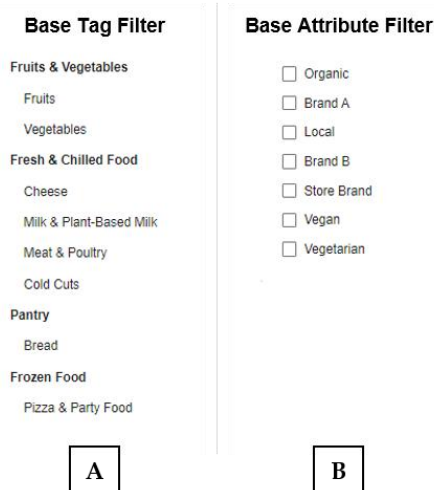 Base Tag Filter
Fruits & Vegetables
Fruits
Vegetables
Fresh & Chilled Food
Cheese
Milk & Plant-Based Milk
Meat & Poultry
Cold Cuts
Pantry
Bread
Frozen Food
Pizza & Party Food
A
Base Attribute Filter
Organic
Brand A
Local
Brand B
Store Brand
Vegan
Vegetarian
B